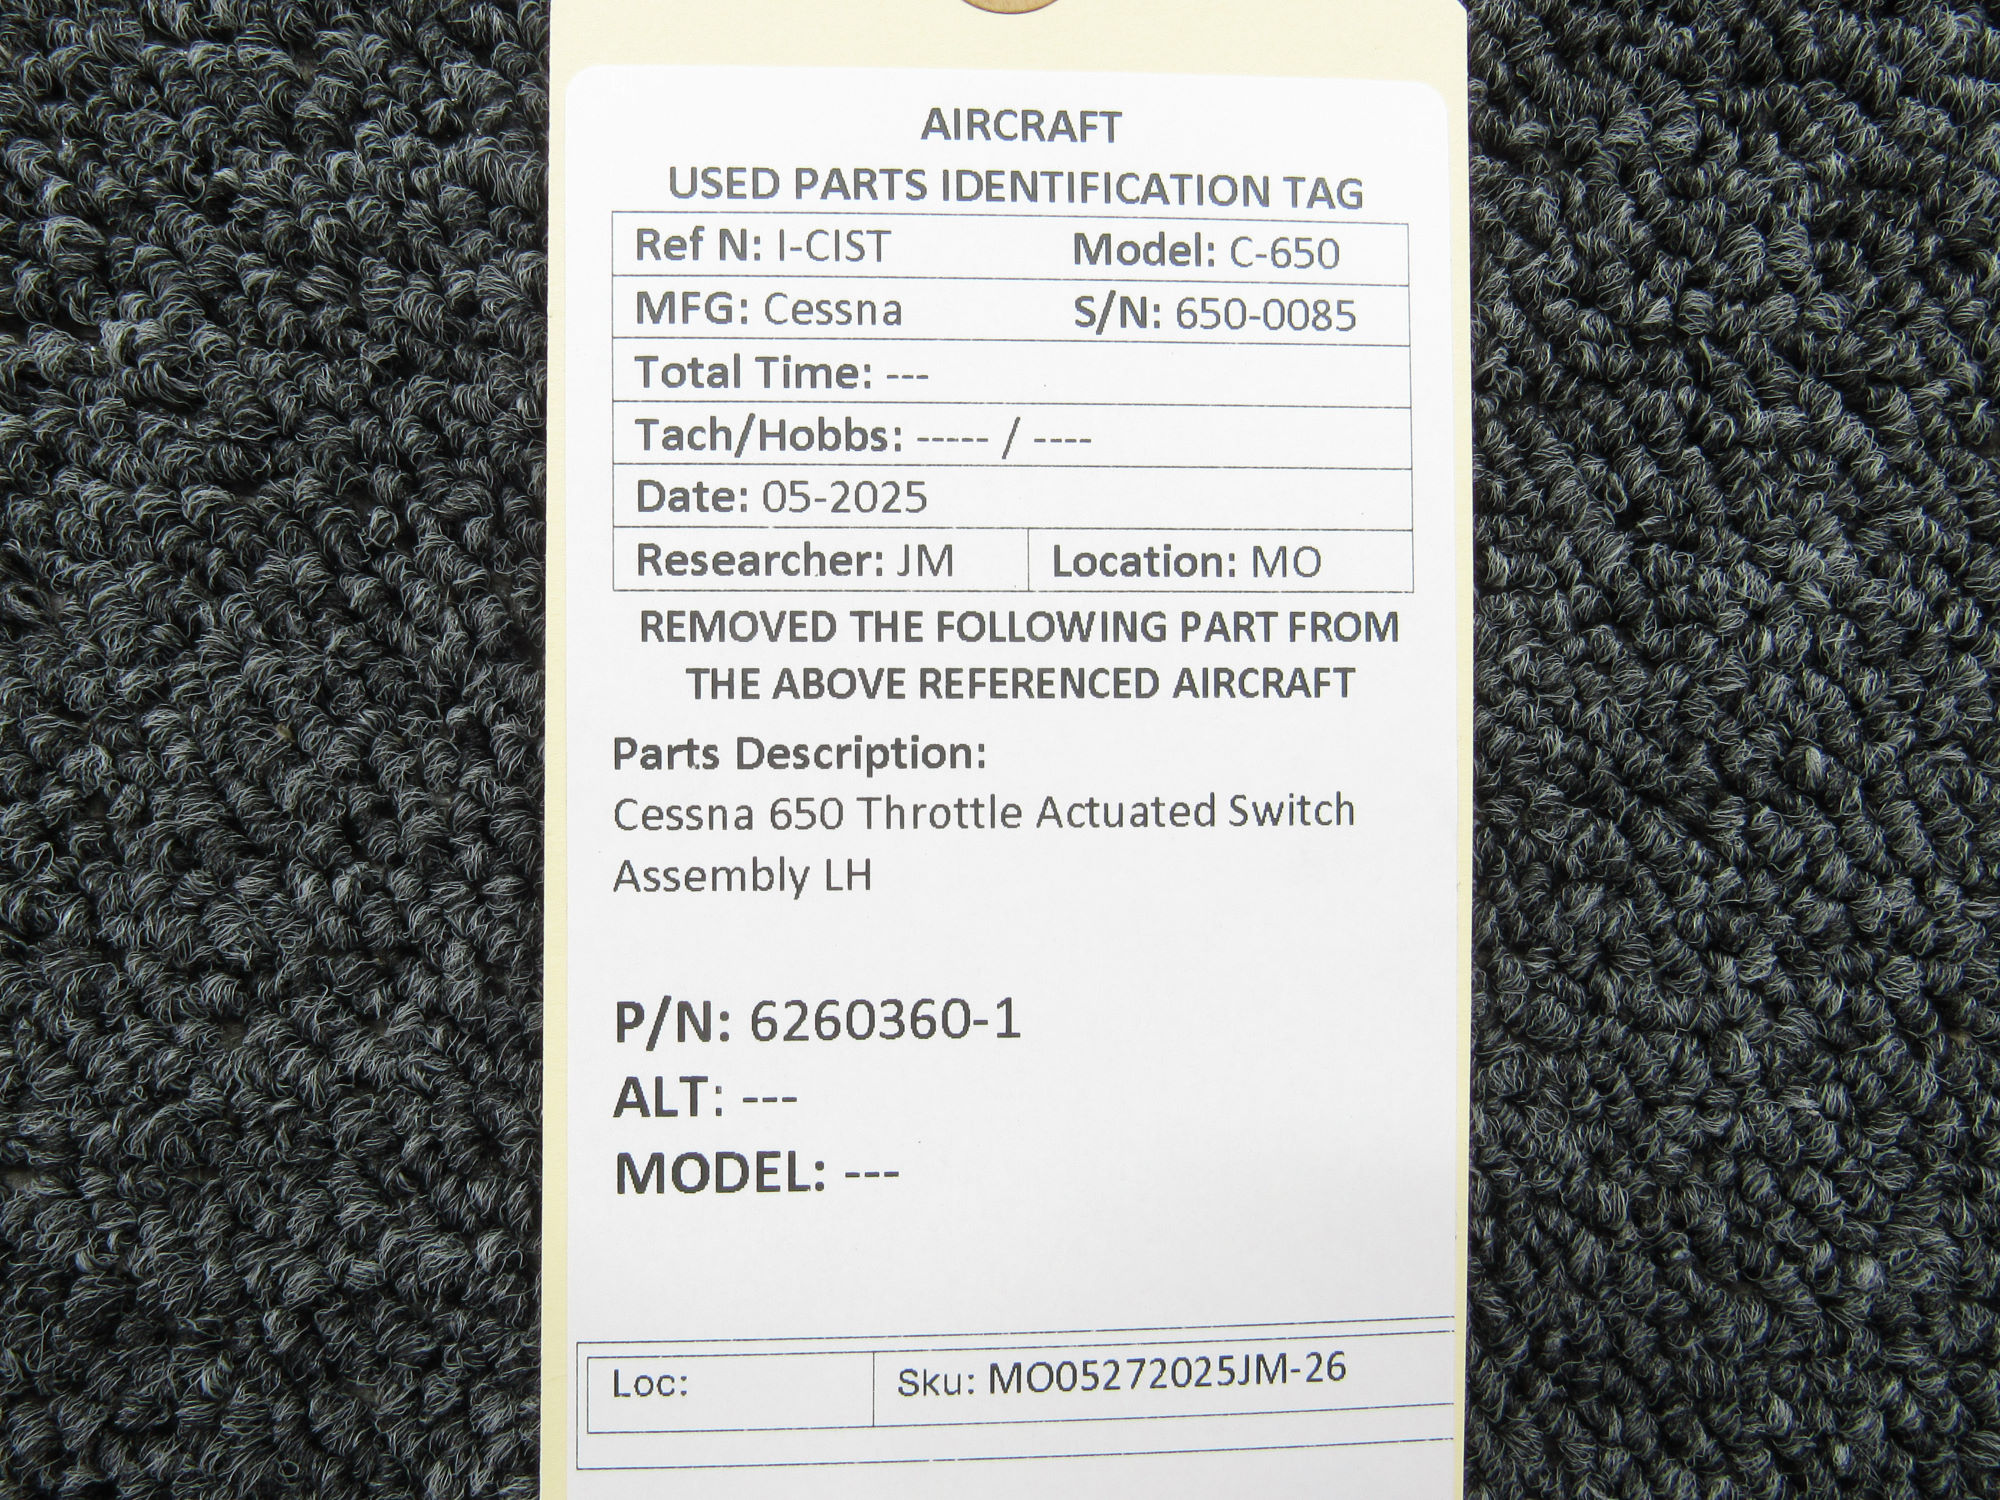 AIRCRAFT
USED PARTS IDENTIFICATION TAG
Ref N: I-CIST Model: C-650
MFG: Cessna S/N: 650-0085
Total Time: ---
Tach/Hobbs: ----- / ----
Date: 05-2025
Researcher: JM Location: MO
REMOVED THE FOLLOWING PART FROM
THE ABOVE REFERENCED AIRCRAFT
Parts Description:
Cessna 650 Throttle Actuated Switch
Assembly LH
P/N: 6260360-1
ALT: ---
MODEL: ---
Loc: Sku: MO05272025JM-26